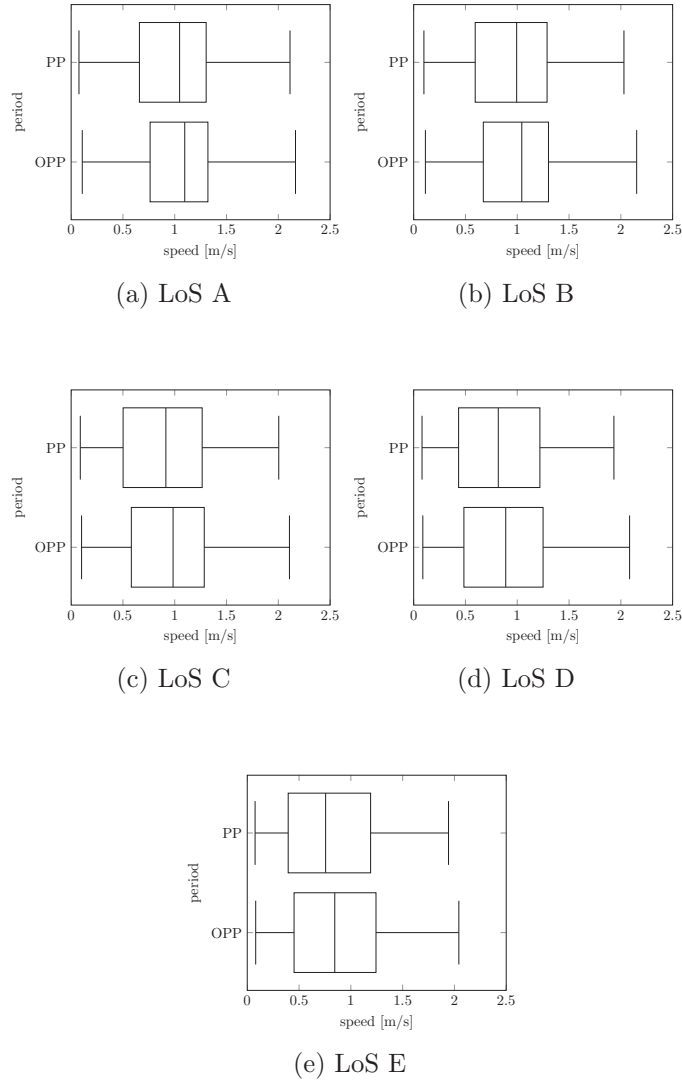 PP
OPP
period
0 0.5 1 1.5 2 2.5
speed [m/s]
(a) LoS A
PP
OPP
period
0 0.5 1 1.5 2 2.5
speed [m/s]
(b) LoS B
PP
OPP
period
0 0.5 1 1.5 2 2.5
speed [m/s]
(c) LoS C
PP
OPP
period
0 0.5 1 1.5 2 2.5
speed [m/s]
(d) LoS D
PP
OPP
period
0 0.5 1 1.5 2 2.5
speed [m/s]
(e) LoS E